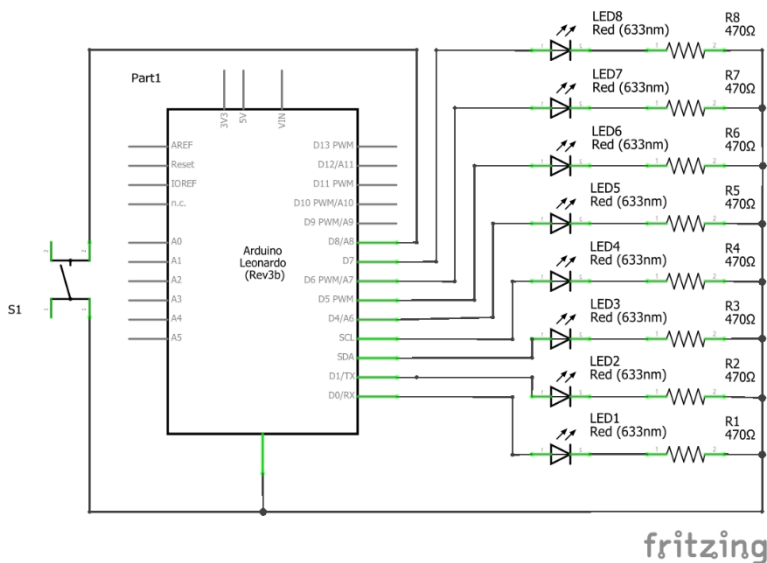 LED8
Red (633nm)
R8
470Ω
LED7
Red (633nm)
R7
470Ω
LED6
Red (633nm)
R6
470Ω
LED5
Red (633nm)
R5
470Ω
LED4
Red (633nm)
R4
470Ω
LED3
Red (633nm)
R3
470Ω
LED2
Red (633nm)
R2
470Ω
LED1
Red (633nm)
R1
470Ω
Part1
3V3
5V
VIN
AREF
Reset
IOREF
n.c.
A0
A1
A2
A3
A4
A5
Arduino
Leonardo
(Rev3b)
D13 PWM
D12/A11
D11 PWM
D10 PWM/A10
D9 PWM/A9
D8/A8
D7
D6 PWM/A7
D5 PWM
D4/A6
SCL
SDA
D1/TX
D0/RX
S1
fritzing